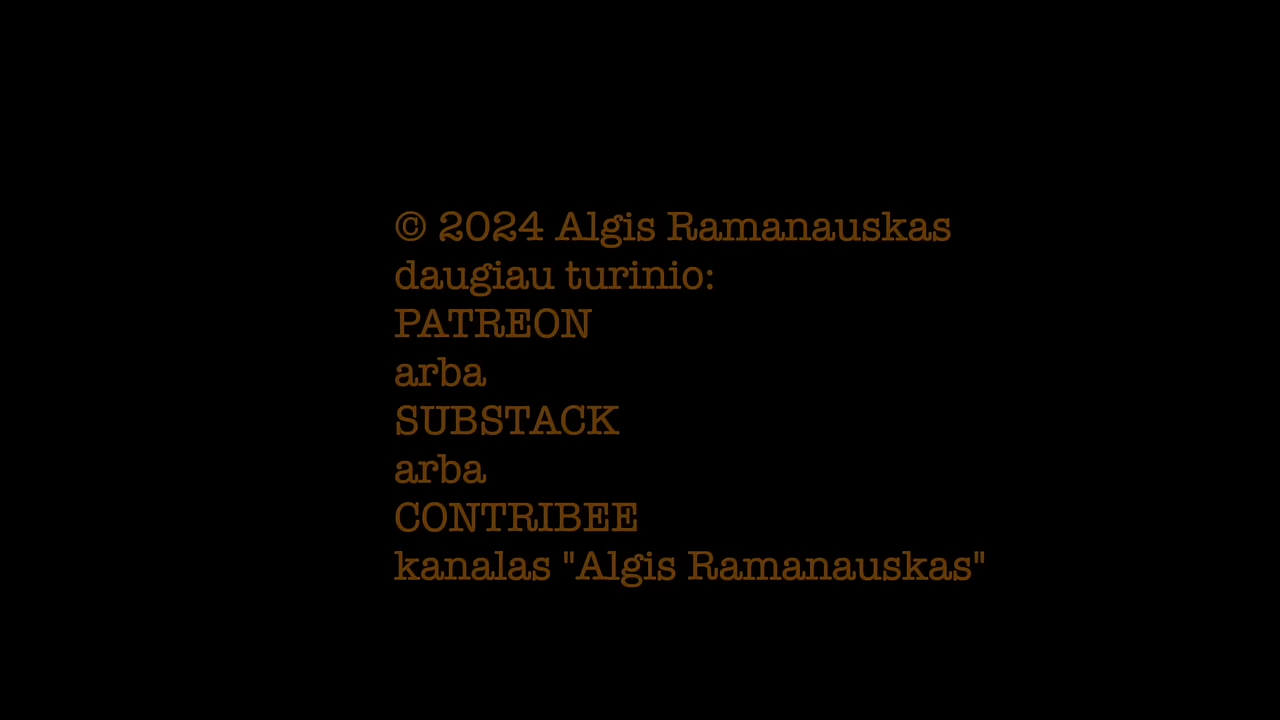 © 2024 Algis Ramanauskas
daugiau turinio:
PATREON
arba
SUBSTACK
arba
CONTRIBEE
kanalas "Algis Ramanauskas"